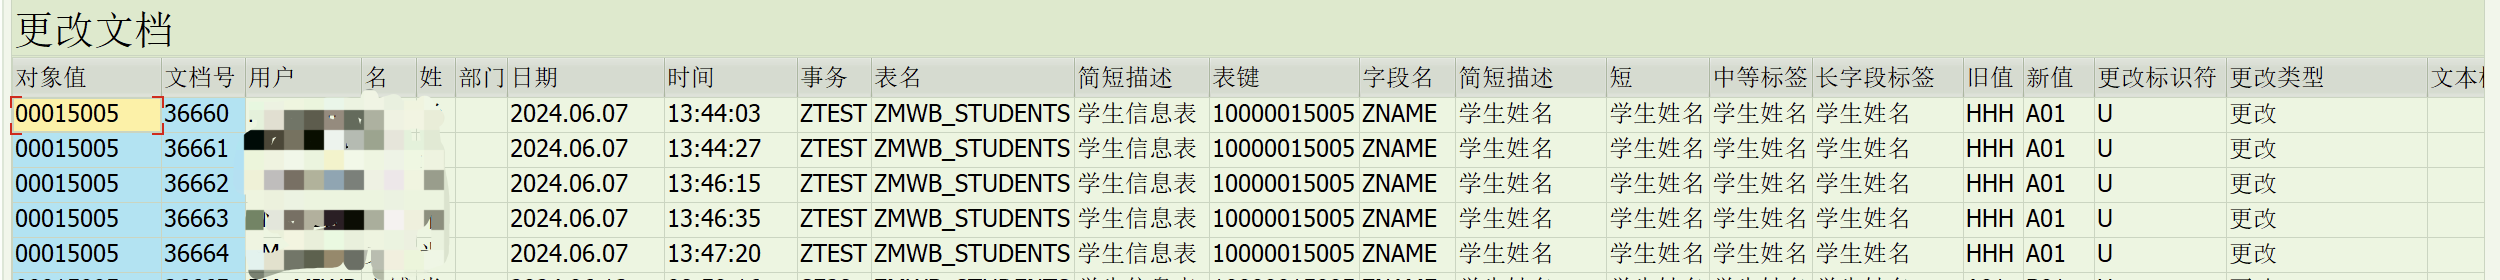 更改文档
对象值 文档号 用户 名 姓 部门 日期 时间 事务 表名 简短描述 表键 字段名 简短描述 短 中等标签 长字段标签 旧值 新值 更改标识符 更改类型 文本
00015005 36660 2024.06.07 13:44:03 ZTEST ZMWB_STUDENTS 学生信息表 10000015005 ZNAME 学生姓名 学生姓名 学生姓名 学生姓名 HHH A01 U 更改
00015005 36661 2024.06.07 13:44:27 ZTEST ZMWB_STUDENTS 学生信息表 10000015005 ZNAME 学生姓名 学生姓名 学生姓名 学生姓名 HHH A01 U 更改
00015005 36662 2024.06.07 13:46:15 ZTEST ZMWB_STUDENTS 学生信息表 10000015005 ZNAME 学生姓名 学生姓名 学生姓名 学生姓名 HHH A01 U 更改
00015005 36663 2024.06.07 13:46:35 ZTEST ZMWB_STUDENTS 学生信息表 10000015005 ZNAME 学生姓名 学生姓名 学生姓名 学生姓名 HHH A01 U 更改
00015005 36664 2024.06.07 13:47:20 ZTEST ZMWB_STUDENTS 学生信息表 10000015005 ZNAME 学生姓名 学生姓名 学生姓名 学生姓名 HHH A01 U 更改